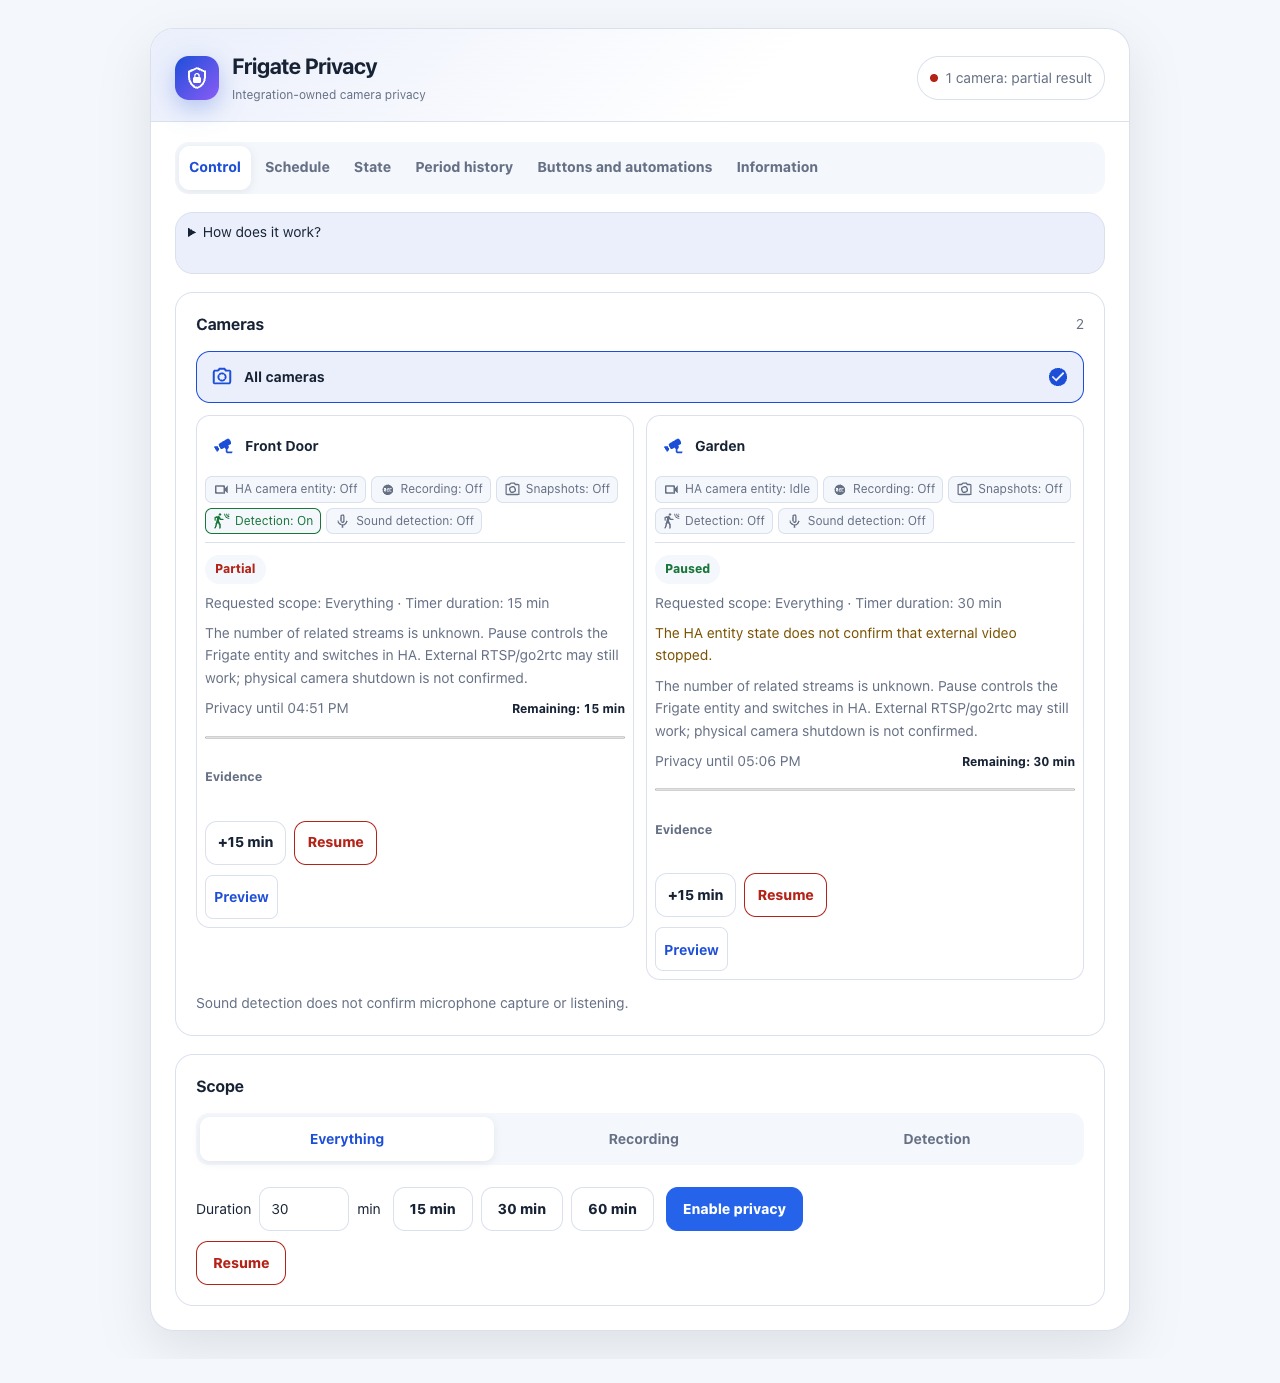 Frigate Privacy
Integration-owned camera privacy
1 camera: partial result
Control Schedule State Period history Buttons and automations Information
How does it work?
Cameras 2
All cameras
Front Door
HA camera entity: Off Recording: Off Snapshots: Off
Detection: On Sound detection: Off
Partial
Requested scope: Everything · Timer duration: 15 min
The number of related streams is unknown. Pause controls the
Frigate entity and switches in HA. External RTSP/go2rtc may still
work; physical camera shutdown is not confirmed.
Privacy until 04:51 PM Remaining: 15 min
Evidence
+15 min Resume
Preview
Garden
HA camera entity: Idle Recording: Off Snapshots: Off
Detection: Off Sound detection: Off
Paused
Requested scope: Everything · Timer duration: 30 min
The HA entity state does not confirm that external video
stopped.
The number of related streams is unknown. Pause controls the
Frigate entity and switches in HA. External RTSP/go2rtc may still
work; physical camera shutdown is not confirmed.
Privacy until 05:06 PM Remaining: 30 min
Evidence
+15 min Resume
Preview
Sound detection does not confirm microphone capture or listening.
Scope
Everything Recording Detection
Duration 30 min 15 min 30 min 60 min Enable privacy
Resume